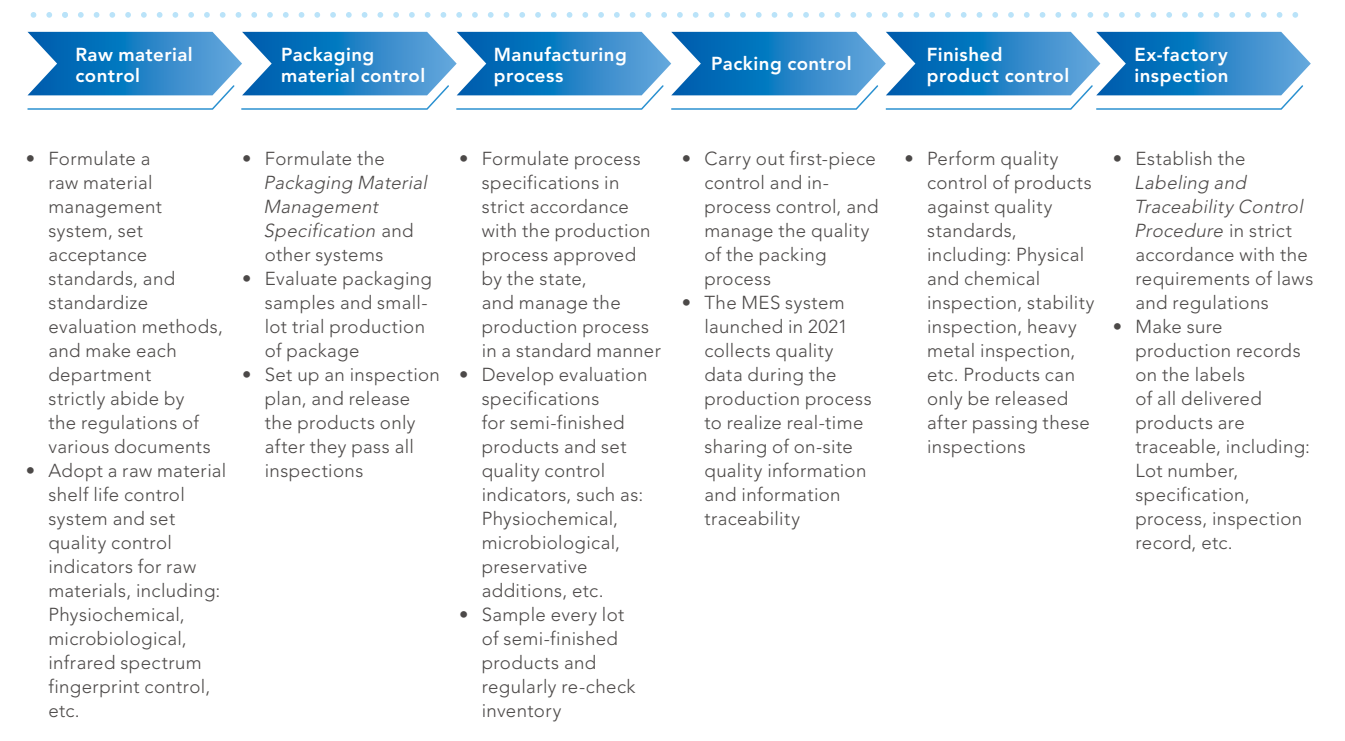 Raw material
control
Packaging
material control
Manufacturing
process
Packing control
Finished
product control
Ex-factory
inspection
• Formulate a
raw material
management
system, set
acceptance
standards, and
standardize
evaluation methods,
and make each
department
strictly abide by
the regulations of
various documents
• Adopt a raw material
shelf life control
system and set
quality control
indicators for raw
materials, including:
Physiochemical,
microbiological,
infrared spectrum
fingerprint control,
etc.
• Formulate the
Packaging Material
Management
Specification and
other systems
• Evaluate packaging
samples and small-
lot trial production
of package
• Set up an inspection
plan, and release
the products only
after they pass all
inspections
• Formulate process
specifications in
strict accordance
with the production
process approved
by the state,
and manage the
production process
in a standard manner
• Develop evaluation
specifications
for semi-finished
products and set
quality control
indicators, such as:
Physiochemical,
microbiological,
preservative
additions, etc.
• Sample every lot
of semi-finished
products and
regularly re-check
inventory
• Carry out first-piece
control and in-
process control, and
manage the quality
of the packing
process
• The MES system
launched in 2021
collects quality
data during the
production process
to realize real-time
sharing of on-site
quality information
and information
traceability
• Perform quality
control of products
against quality
standards,
including: Physical
and chemical
inspection, stability
inspection, heavy
metal inspection,
etc. Products can
only be released
after passing these
inspections
• Establish the
Labeling and
Traceability Control
Procedure in strict
accordance with the
requirements of laws
and regulations
• Make sure
production records
on the labels
of all delivered
products are
traceable, including:
Lot number,
specification,
process, inspection
record, etc.